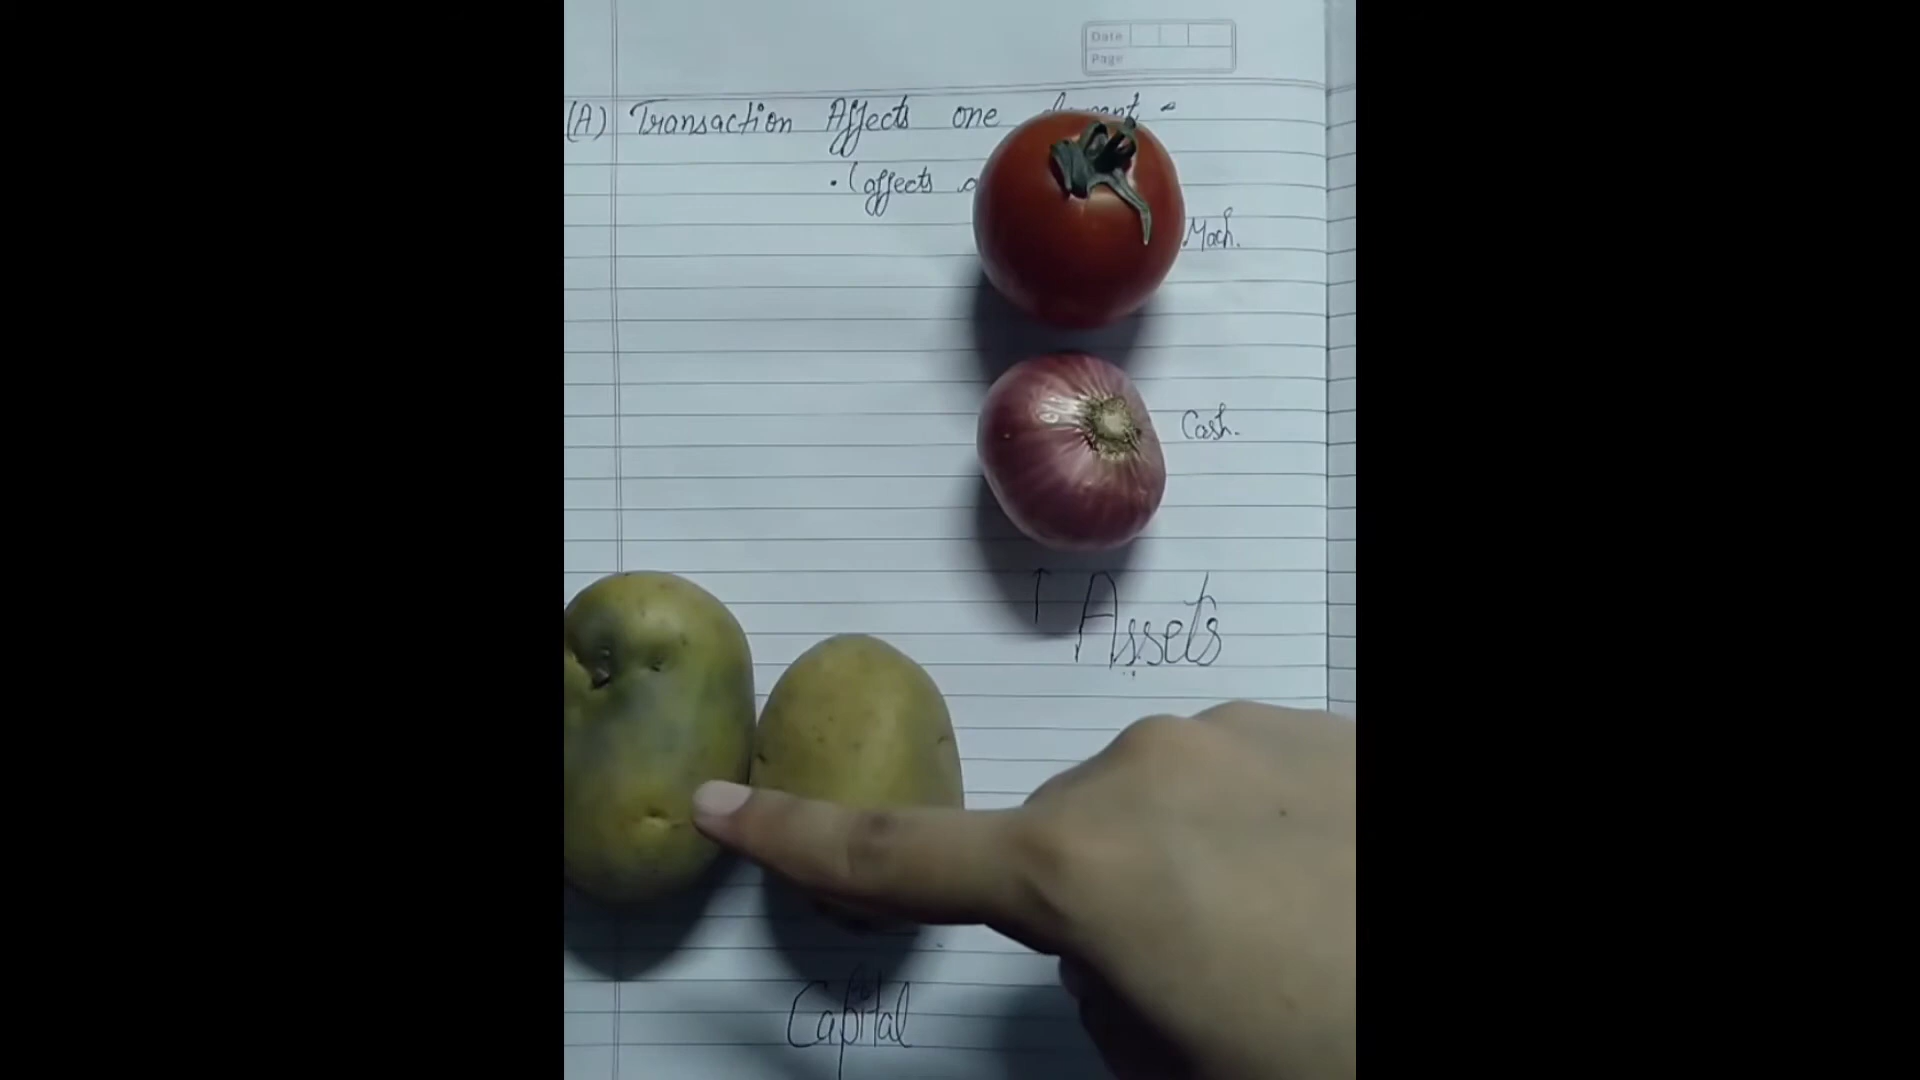 Date
Page
(A) Transaction Affects one
• (affects
Mach.
Cash.
↑ Assets
Capital